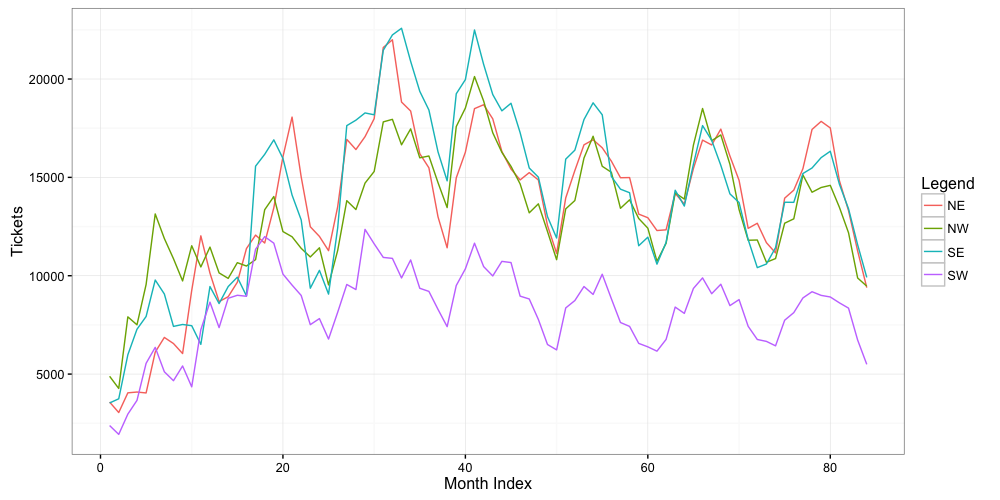 Tickets
20000
15000
10000
5000
0 20 40 60 80
Month Index
Legend
NE
NW
SE
SW